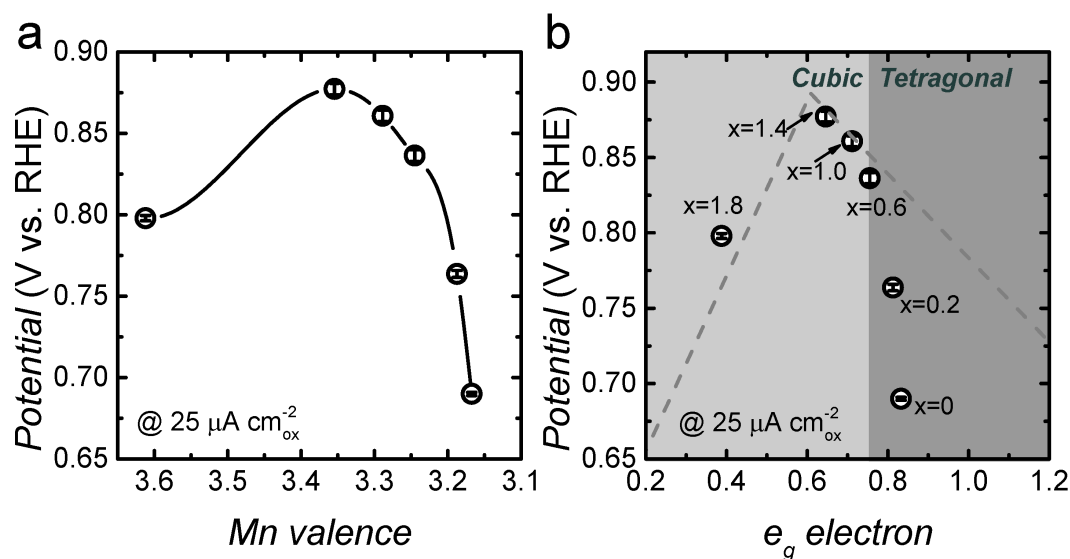 a
0.90
0.85
0.80
0.75
0.70
0.65
Potential (V vs. RHE)
@ 25 μA cm-2ox
3.6 3.5 3.4 3.3 3.2 3.1
Mn valence
b
0.90
0.85
0.80
0.75
0.70
0.65
Potential (V vs. RHE)
Cubic Tetragonal
x=1.4
x=1.0
x=1.8
x=0.6
x=0.2
x=0
@ 25 μA cm-2ox
0.2 0.4 0.6 0.8 1.0 1.2
eg electron